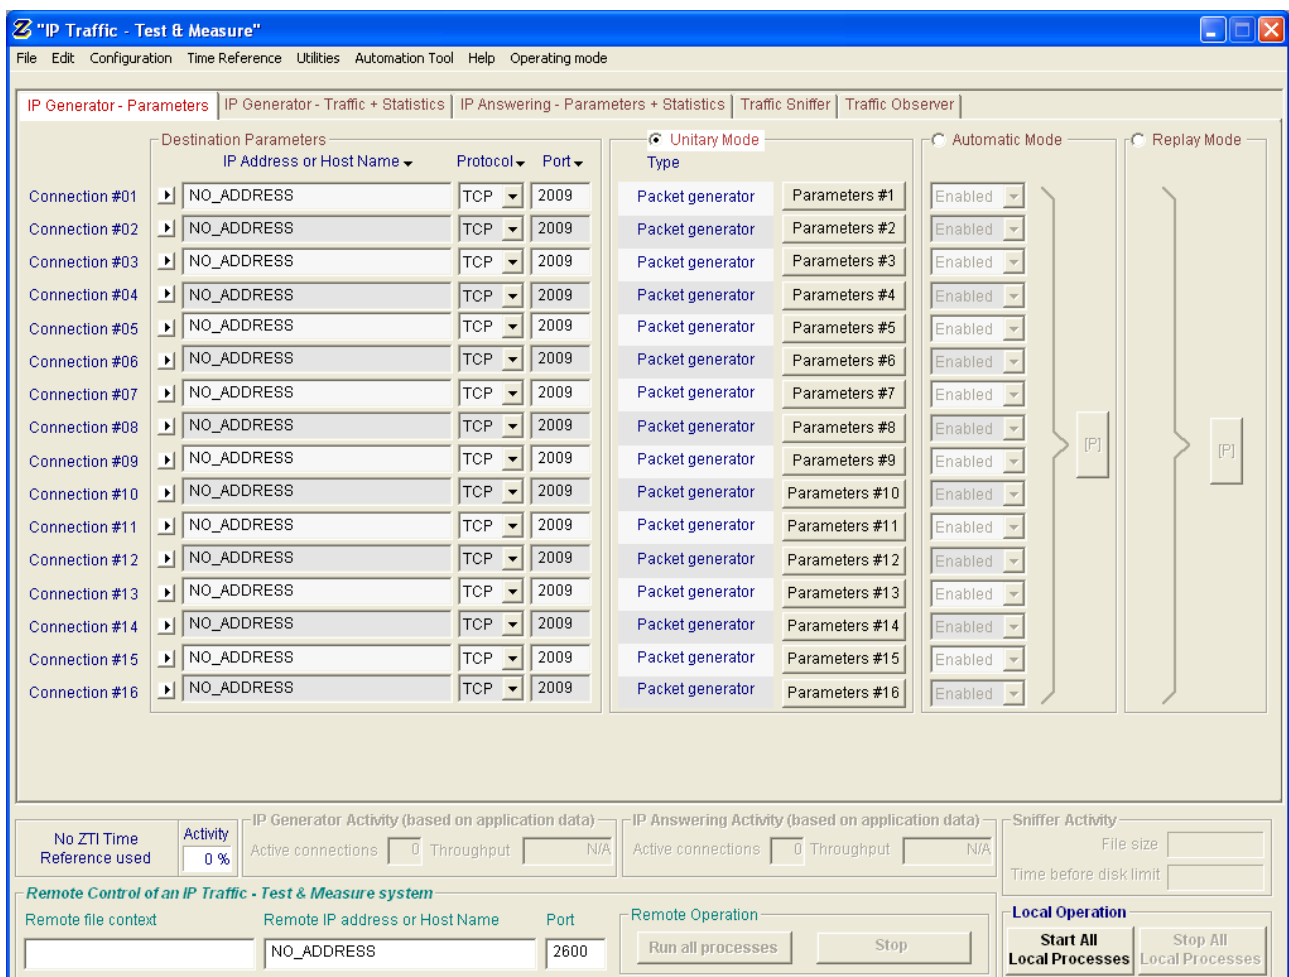 "IP Traffic - Test & Measure"
File Edit Configuration Time Reference Utilities Automation Tool Help Operating mode
IP Generator - Parameters IP Generator - Traffic + Statistics IP Answering - Parameters + Statistics Traffic Sniffer Traffic Observer
Destination Parameters Unitary Mode Automatic Mode Replay Mode
IP Address or Host Name Protocol Port Type
Connection #01 NO_ADDRESS TCP 2009 Packet generator Parameters #1 Enabled
Connection #02 NO_ADDRESS TCP 2009 Packet generator Parameters #2 Enabled
Connection #03 NO_ADDRESS TCP 2009 Packet generator Parameters #3 Enabled
Connection #04 NO_ADDRESS TCP 2009 Packet generator Parameters #4 Enabled
Connection #05 NO_ADDRESS TCP 2009 Packet generator Parameters #5 Enabled
Connection #06 NO_ADDRESS TCP 2009 Packet generator Parameters #6 Enabled
Connection #07 NO_ADDRESS TCP 2009 Packet generator Parameters #7 Enabled
Connection #08 NO_ADDRESS TCP 2009 Packet generator Parameters #8 Enabled
[P] [P]
Connection #09 NO_ADDRESS TCP 2009 Packet generator Parameters #9 Enabled
Connection #10 NO_ADDRESS TCP 2009 Packet generator Parameters #10 Enabled
Connection #11 NO_ADDRESS TCP 2009 Packet generator Parameters #11 Enabled
Connection #12 NO_ADDRESS TCP 2009 Packet generator Parameters #12 Enabled
Connection #13 NO_ADDRESS TCP 2009 Packet generator Parameters #13 Enabled
Connection #14 NO_ADDRESS TCP 2009 Packet generator Parameters #14 Enabled
Connection #15 NO_ADDRESS TCP 2009 Packet generator Parameters #15 Enabled
Connection #16 NO_ADDRESS TCP 2009 Packet generator Parameters #16 Enabled
No ZTI Time
Reference used
Activity
0 %
IP Generator Activity (based on application data)
Active connections 0 Throughput N/A
IP Answering Activity (based on application data)
Active connections 0 Throughput N/A
Sniffer Activity
File size
Time before disk limit
Remote Control of an IP Traffic - Test & Measure system
Remote file context Remote IP address or Host Name Port
NO_ADDRESS 2600
Remote Operation
Run all processes Stop
Local Operation
Start All
Local Processes
Stop All
Local Processes